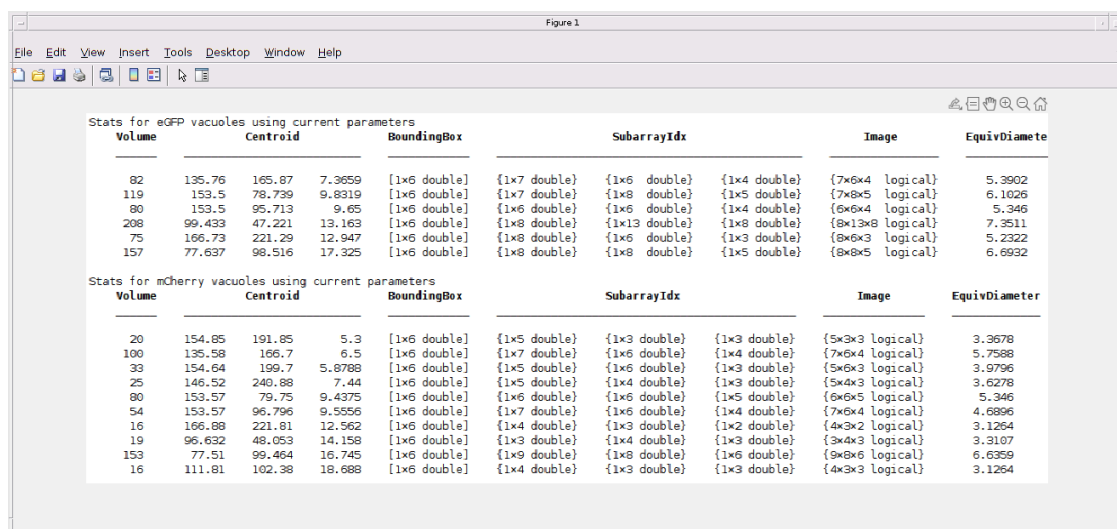 Figure 1
File Edit View Insert Tools Desktop Window Help
Stats for eGFP vacuoles using current parameters
Volume Centroid BoundingBox SubarrayIdx Image EquivDiamete
82 135.76 165.87 7.3659 [1×6 double] {1×7 double} {1×6 double} {1×4 double} {7×6×4 logical} 5.3902
119 153.5 78.739 9.8319 [1×6 double] {1×7 double} {1×8 double} {1×5 double} {7×8×5 logical} 6.1026
80 153.5 95.713 9.65 [1×6 double] {1×6 double} {1×6 double} {1×4 double} {6×6×4 logical} 5.346
208 99.433 47.221 13.163 [1×6 double] {1×8 double} {1×13 double} {1×8 double} {8×13×8 logical} 7.3511
75 166.73 221.29 12.947 [1×6 double] {1×8 double} {1×6 double} {1×3 double} {8×6×3 logical} 5.2322
157 77.637 98.516 17.325 [1×6 double] {1×8 double} {1×8 double} {1×5 double} {8×8×5 logical} 6.6932
Stats for mCherry vacuoles using current parameters
Volume Centroid BoundingBox SubarrayIdx Image EquivDiameter
20 154.85 191.85 5.3 [1×6 double] {1×5 double} {1×3 double} {1×3 double} {5×3×3 logical} 3.3678
100 135.58 166.7 6.5 [1×6 double] {1×7 double} {1×6 double} {1×4 double} {7×6×4 logical} 5.7588
33 154.64 199.7 5.8788 [1×6 double] {1×5 double} {1×6 double} {1×3 double} {5×6×3 logical} 3.9796
25 146.52 240.88 7.44 [1×6 double] {1×5 double} {1×4 double} {1×3 double} {5×4×3 logical} 3.6278
80 153.57 79.75 9.4375 [1×6 double] {1×6 double} {1×6 double} {1×5 double} {6×6×5 logical} 5.346
54 153.57 96.796 9.5556 [1×6 double] {1×7 double} {1×6 double} {1×4 double} {7×6×4 logical} 4.6896
16 166.88 221.81 12.562 [1×6 double] {1×4 double} {1×3 double} {1×2 double} {4×3×2 logical} 3.1264
19 96.632 48.053 14.158 [1×6 double] {1×3 double} {1×4 double} {1×3 double} {3×4×3 logical} 3.3107
153 77.51 99.464 16.745 [1×6 double] {1×9 double} {1×8 double} {1×6 double} {9×8×6 logical} 6.6359
16 111.81 102.38 18.688 [1×6 double] {1×4 double} {1×3 double} {1×3 double} {4×3×3 logical} 3.1264